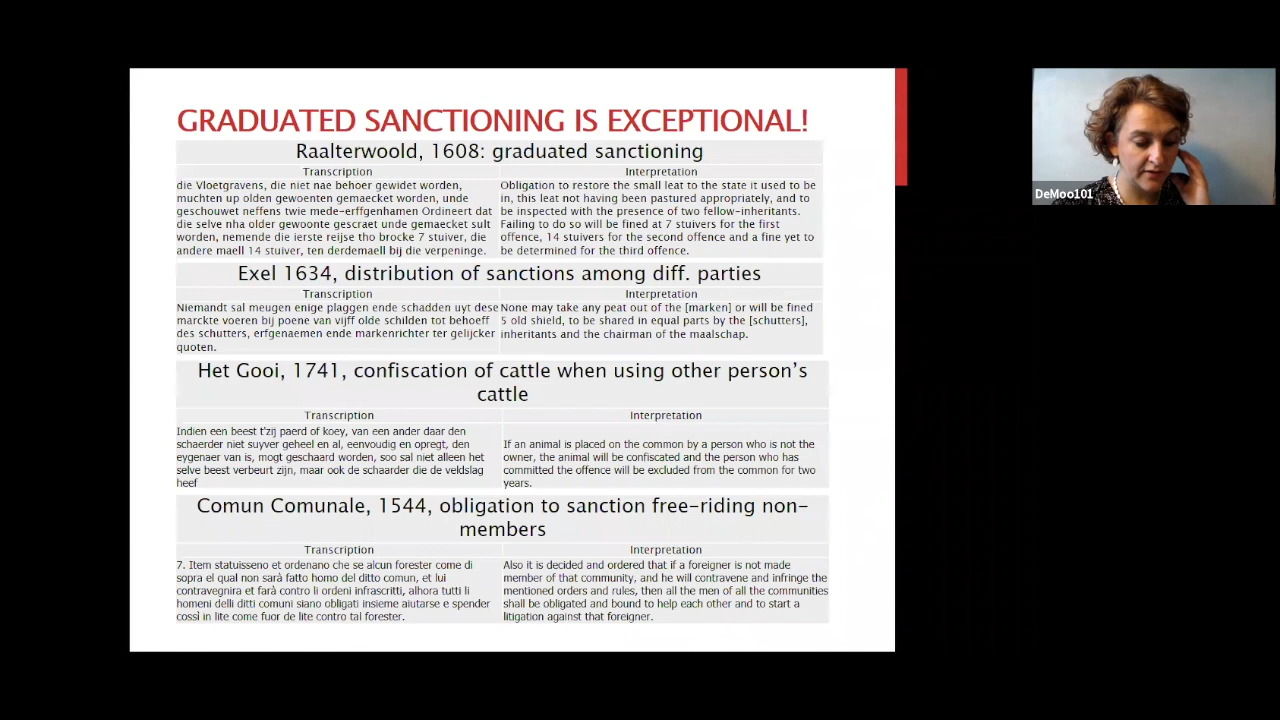 GRADUATED SANCTIONING IS EXCEPTIONAL!
Raalterwoold, 1608: graduated sanctioning
Transcription
Interpretation
die Vloetgravens, die niet nae behoer gewidet worden,
muchten up olden gewoenten gemaecket worden, unde
geschouwet neffens twie mede-erffgenhamen Ordineert dat
die selve nha older gewoonte gescraet unde gemaecket sult
worden, nemende die ierste reijse tho brocke 7 stuiver, die
andere maell 14 stuiver, ten derdemaell bij die verpeninge.
Obligation to restore the small leat to the state it used to be
in, this leat not having been pastured appropriately, and to
be inspected with the presence of two fellow-inheritants.
Failing to do so will be fined at 7 stuivers for the first
offence, 14 stuivers for the second offence and a fine yet to
be determined for the third offence.
Exel 1634, distribution of sanctions among diff. parties
Transcription
Interpretation
Niemandt sal meugen enige plaggen ende schadden uyt dese
marckte voeren bij poene van vijff olde schilden tot behoeff
des schutters, erfgenaemen ende markenrichter ter gelijcker
quoten.
None may take any peat out of the [marken] or will be fined
5 old shield, to be shared in equal parts by the [schutters],
inheritants and the chairman of the maalschap.
Het Gooi, 1741, confiscation of cattle when using other person's
cattle
Transcription
Interpretation
Indien een beest t'zij paerd of koey, van een ander daar den
schaerder niet suyver geheel en al, eenvoudig en opregt, den
eygenaer van is, mogt geschaard worden, soo sal niet alleen het
selve beest verbeurt zijn, maar ook de schaarder die de veldslag
heef
If an animal is placed on the common by a person who is not the
owner, the animal will be confiscated and the person who has
committed the offence will be excluded from the common for two
years.
Comun Comunale, 1544, obligation to sanction free-riding non-
members
Transcription
Interpretation
7. Item statuisseno et ordenano che se alcun forester come di
sopra el qual non sarà fatto homo del ditto comun, et lui
contravegnira et farà contro li ordeni infrascritti, alhora tutti li
homeni delli ditti comuni siano obligati insieme aiutarse e spender
cossì in lite come fuor de lite contro tal forester.
Also it is decided and ordered that if a foreigner is not made
member of that community, and he will contravene and infringe the
mentioned orders and rules, then all the men of all the communities
shall be obligated and bound to help each other and to start a
litigation against that foreigner.
DeMoo101